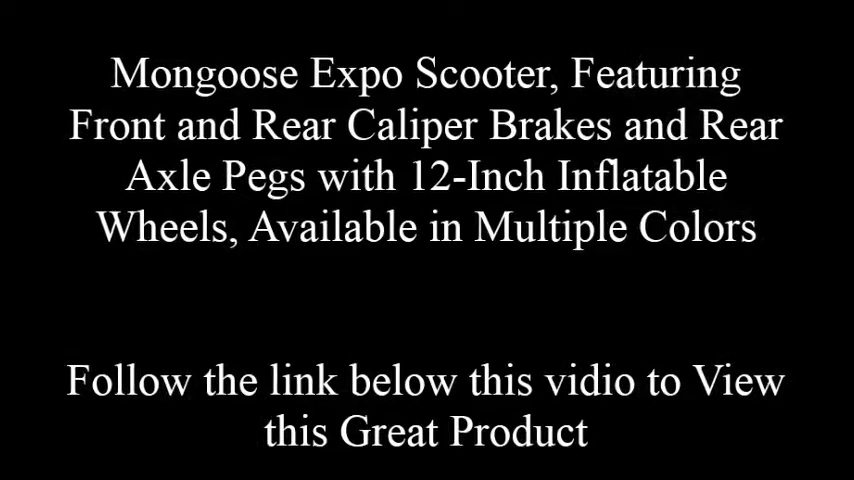 Mongoose Expo Scooter, Featuring
Front and Rear Caliper Brakes and Rear
Axle Pegs with 12-Inch Inflatable
Wheels, Available in Multiple Colors
Follow the link below this vidio to View
this Great Product